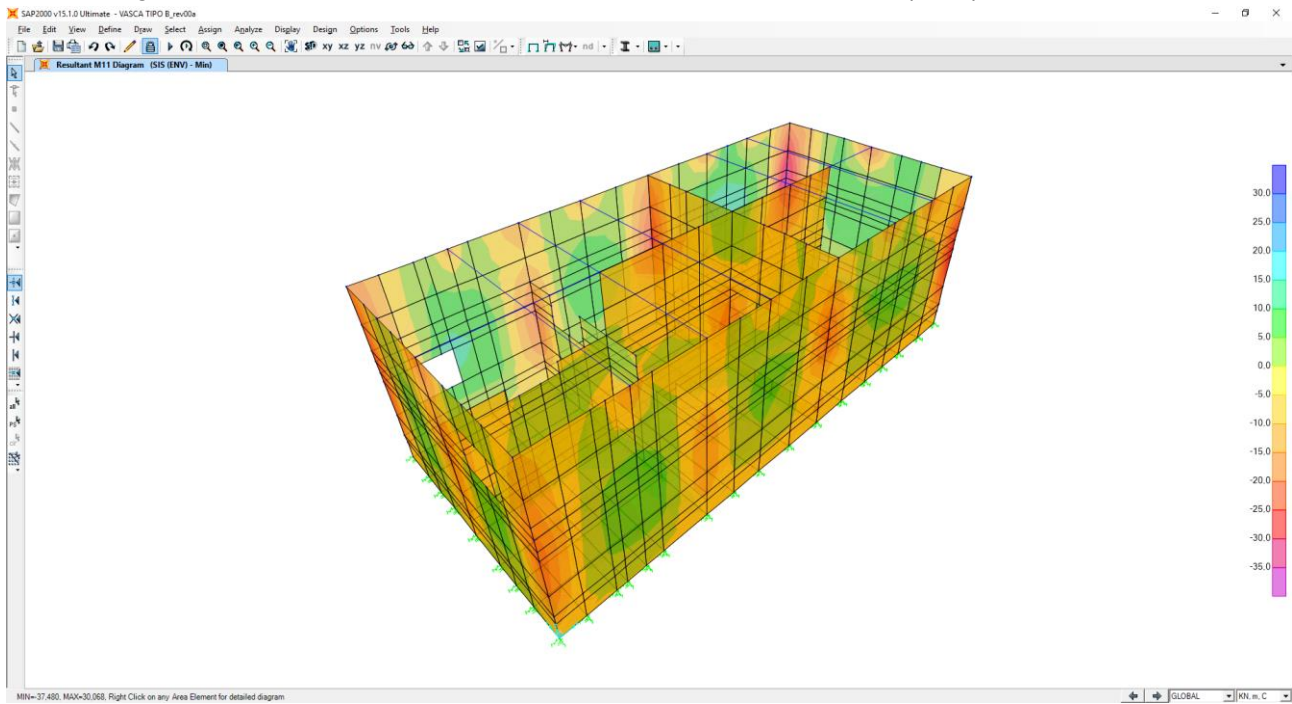 SAP2000 v15.1.0 Ultimate - VASCA TIPO B_rev00a
File Edit View Define Draw Select Assign Analyze Display Design Options Tools Help
xy xz yz nv nd
Resultant M11 Diagram (SIS (ENV) - Min)
30.0
25.0
20.0
15.0
10.0
5.0
0.0
-5.0
-10.0
-15.0
-20.0
-25.0
-30.0
-35.0
MIN=-37.480, MAX=30.068, Right Click on any Area Element for detailed diagram
GLOBAL
KN, m, C